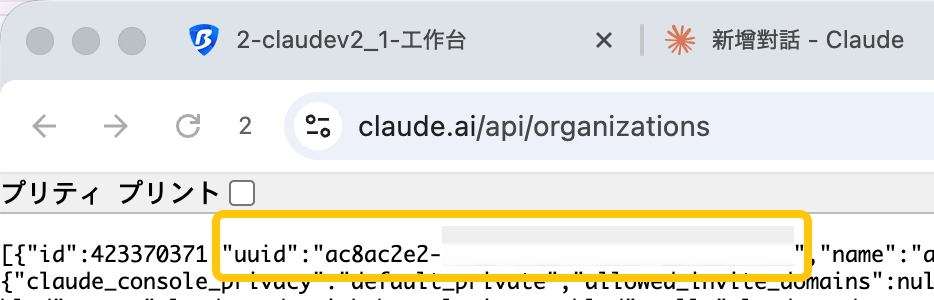 2-claudev2_1-工作台
新增對話 - Claude
2
claude.ai/api/organizations
プリティ プリント
[{"id":423370371 "uuid":"ac8ac2e2- ","name":"a
{"claude_console_privacy":"default_private","allowed_invite_domains":nul